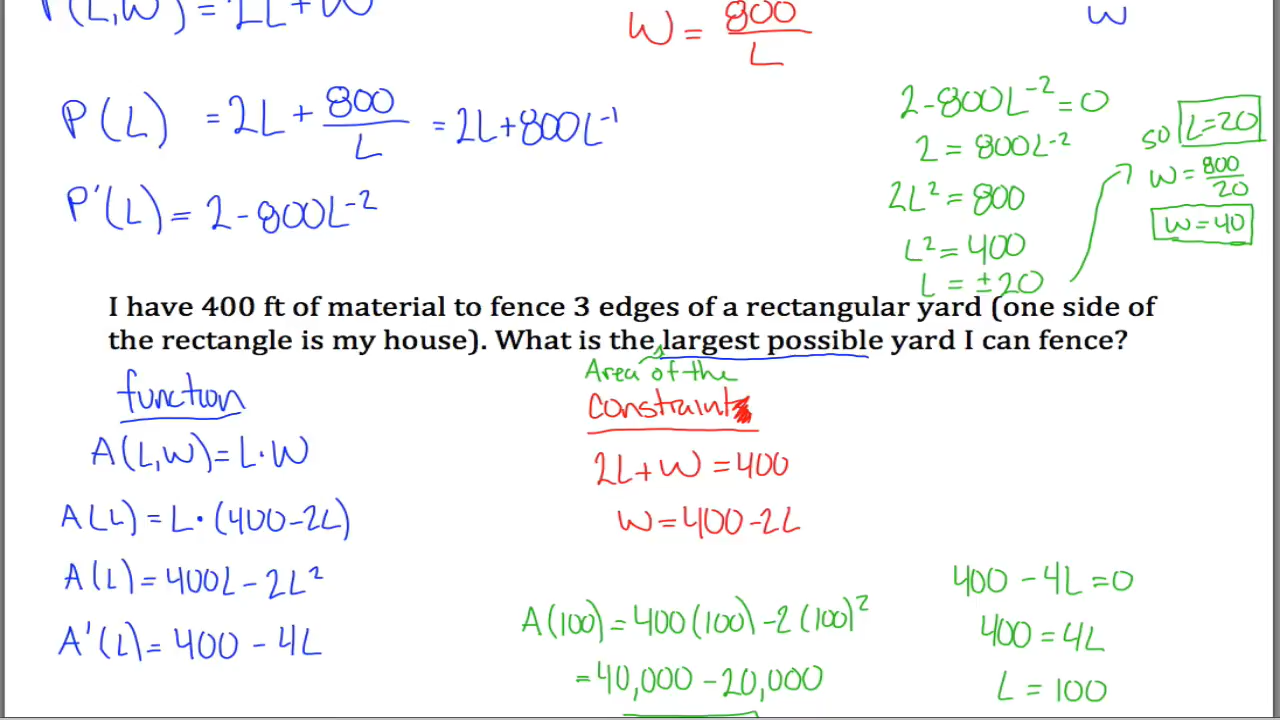 P(L,W) = 2L + W
W = 800/L
W
P(L) = 2L + 800/L = 2L + 800L⁻¹
P'(L) = 2 - 800L⁻²
2 - 800L⁻² = 0
2 = 800L⁻²
2L² = 800
L² = 400
L = ±20
so L = 20
W = 800/20
W = 40
I have 400 ft of material to fence 3 edges of a rectangular yard (one side of
the rectangle is my house). What is the largest possible yard I can fence?
Area of the
function
A(L,W) = L·W
A(L) = L·(400-2L)
A(L) = 400L - 2L²
A'(L) = 400 - 4L
constraint
2L + W = 400
W = 400 - 2L
A(100) = 400(100) - 2(100)²
= 40,000 - 20,000
400 - 4L = 0
400 = 4L
L = 100